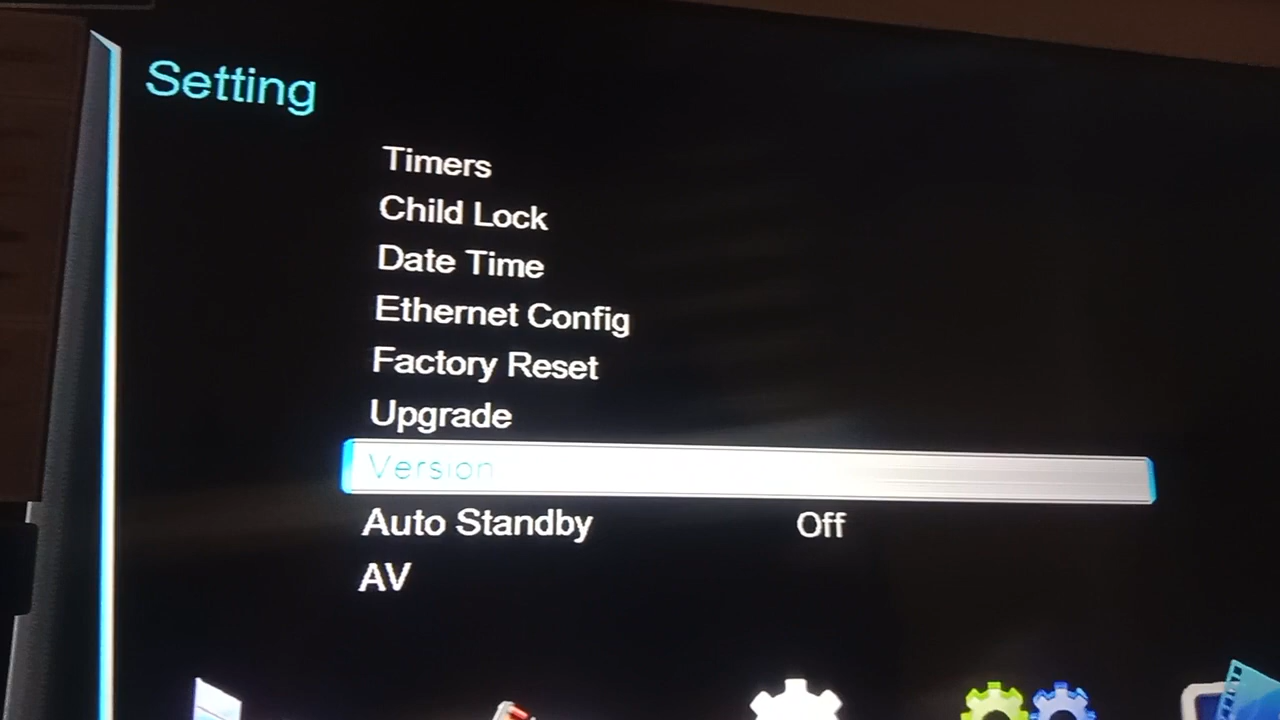 Setting
Timers
Child Lock
Date Time
Ethernet Config
Factory Reset
Upgrade
Version
Auto Standby Off
AV